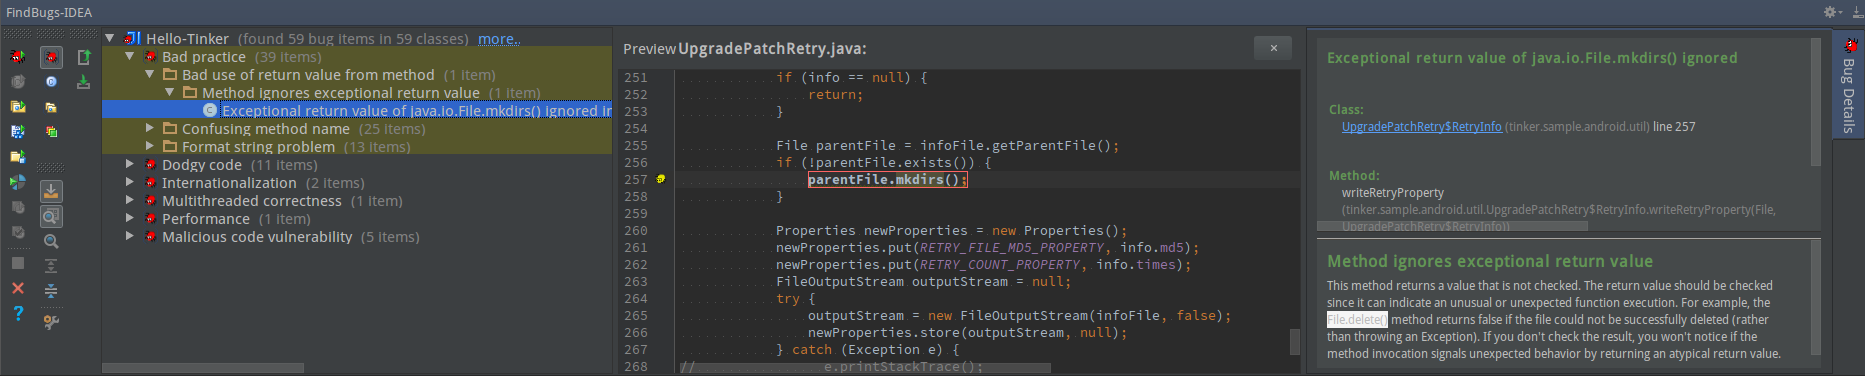 FindBugs-IDEA
Hello-Tinker (found 59 bug items in 59 classes) more..
Bad practice (39 items)
Bad use of return value from method (1 item)
Method ignores exceptional return value (1 item)
Exceptional return value of java.io.File.mkdirs() ignored in
Confusing method name (25 items)
Format string problem (13 items)
Dodgy code (11 items)
Internationalization (2 items)
Multithreaded correctness (1 item)
Performance (1 item)
Malicious code vulnerability (5 items)
Preview UpgradePatchRetry.java:
251 if (info == null) {
252 return;
253 }
254
255 File parentFile = infoFile.getParentFile();
256 if (!parentFile.exists()) {
257 parentFile.mkdirs();
258 }
259
260 Properties newProperties = new Properties();
261 newProperties.put(RETRY_FILE_MD5_PROPERTY, info.md5);
262 newProperties.put(RETRY_COUNT_PROPERTY, info.times);
263 FileOutputStream outputStream = null;
264 try {
265 outputStream = new FileOutputStream(infoFile, false);
266 newProperties.store(outputStream, null);
267 } catch (Exception e) {
268 // e.printStackTrace();
Exceptional return value of java.io.File.mkdirs() ignored
Class:
UpgradePatchRetry$RetryInfo (tinker.sample.android.util) line 257
Method:
writeRetryProperty
(tinker.sample.android.util.UpgradePatchRetry$RetryInfo.writeRetryProperty(File,
UpgradePatchRetry$RetryInfo))
Method ignores exceptional return value
This method returns a value that is not checked. The return value should be checked
since it can indicate an unusual or unexpected function execution. For example, the
File.delete() method returns false if the file could not be successfully deleted (rather
than throwing an Exception). If you don't check the result, you won't notice if the
method invocation signals unexpected behavior by returning an atypical return value.
Bug Details